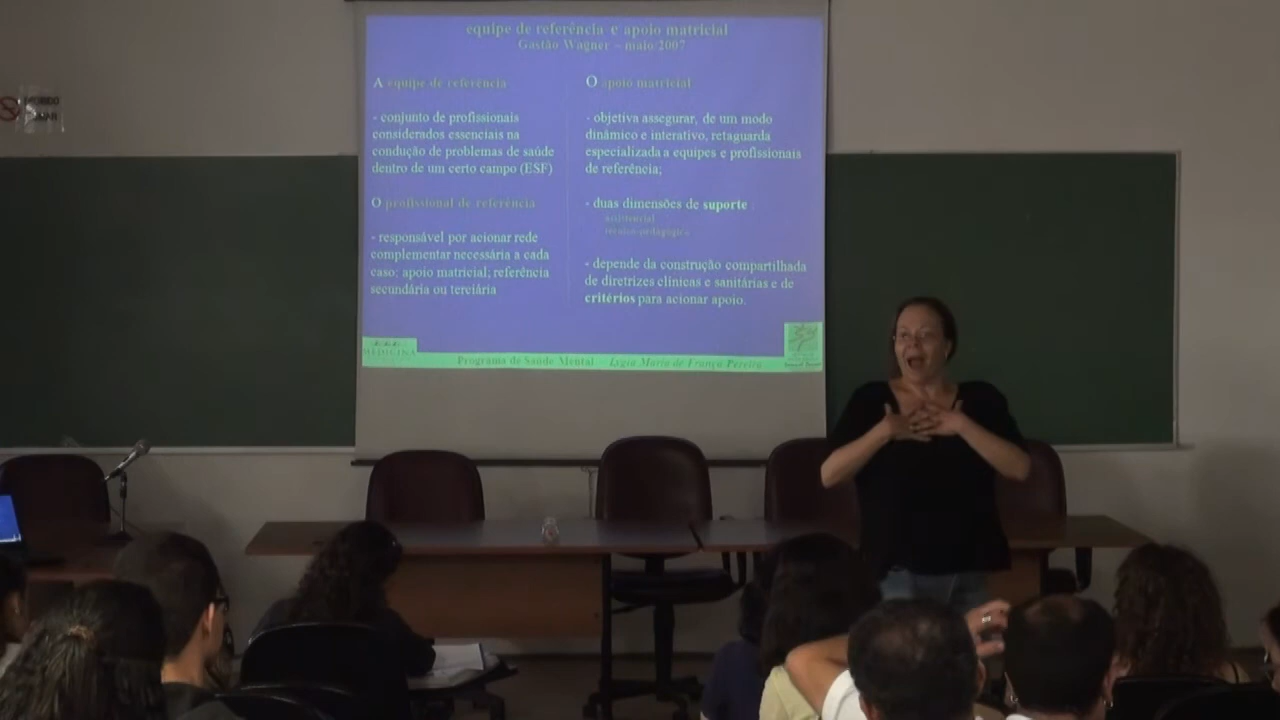 equipe de referência e apoio matricial
Gastão Wagner – maio 2007
A equipe de referência
- conjunto de profissionais
considerados essenciais na
condução de problemas de saúde
dentro de um certo campo (ESF)
O profissional de referência
- responsável por acionar rede
complementar necessária a cada
caso: apoio matricial; referência
secundária ou terciária
O apoio matricial
- objetiva assegurar, de um modo
dinâmico e interativo, retaguarda
especializada a equipes e profissionais
de referência;
- duas dimensões de suporte
assistencial
técnico-pedagógico
- depende da construção compartilhada
de diretrizes clínicas e sanitárias e de
critérios para acionar apoio.
MEDICINA
Programa de Saúde Mental – Lygia Maria de França Pereira